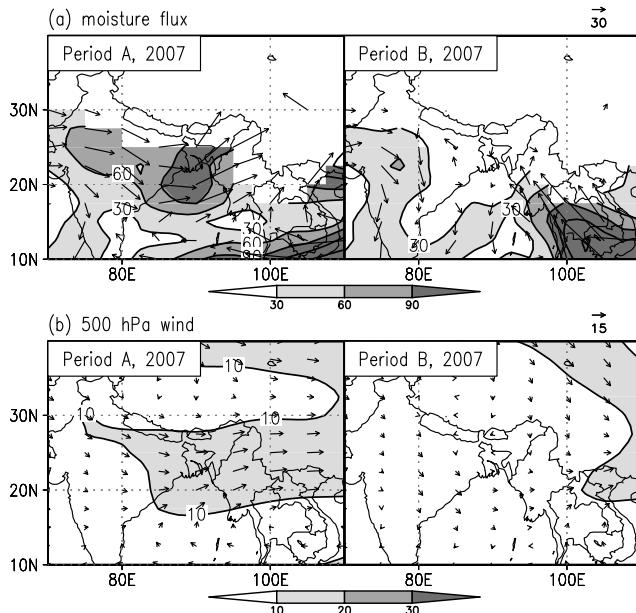 (a) moisture flux
30
Period A, 2007
Period B, 2007
30N
20N
10N
60
30
30
60
30
30
80E
100E
80E
100E
30
60
90
(b) 500 hPa wind
15
Period A, 2007
Period B, 2007
30N
20N
10N
10
10
10
10
80E
100E
80E
100E
10
20
30